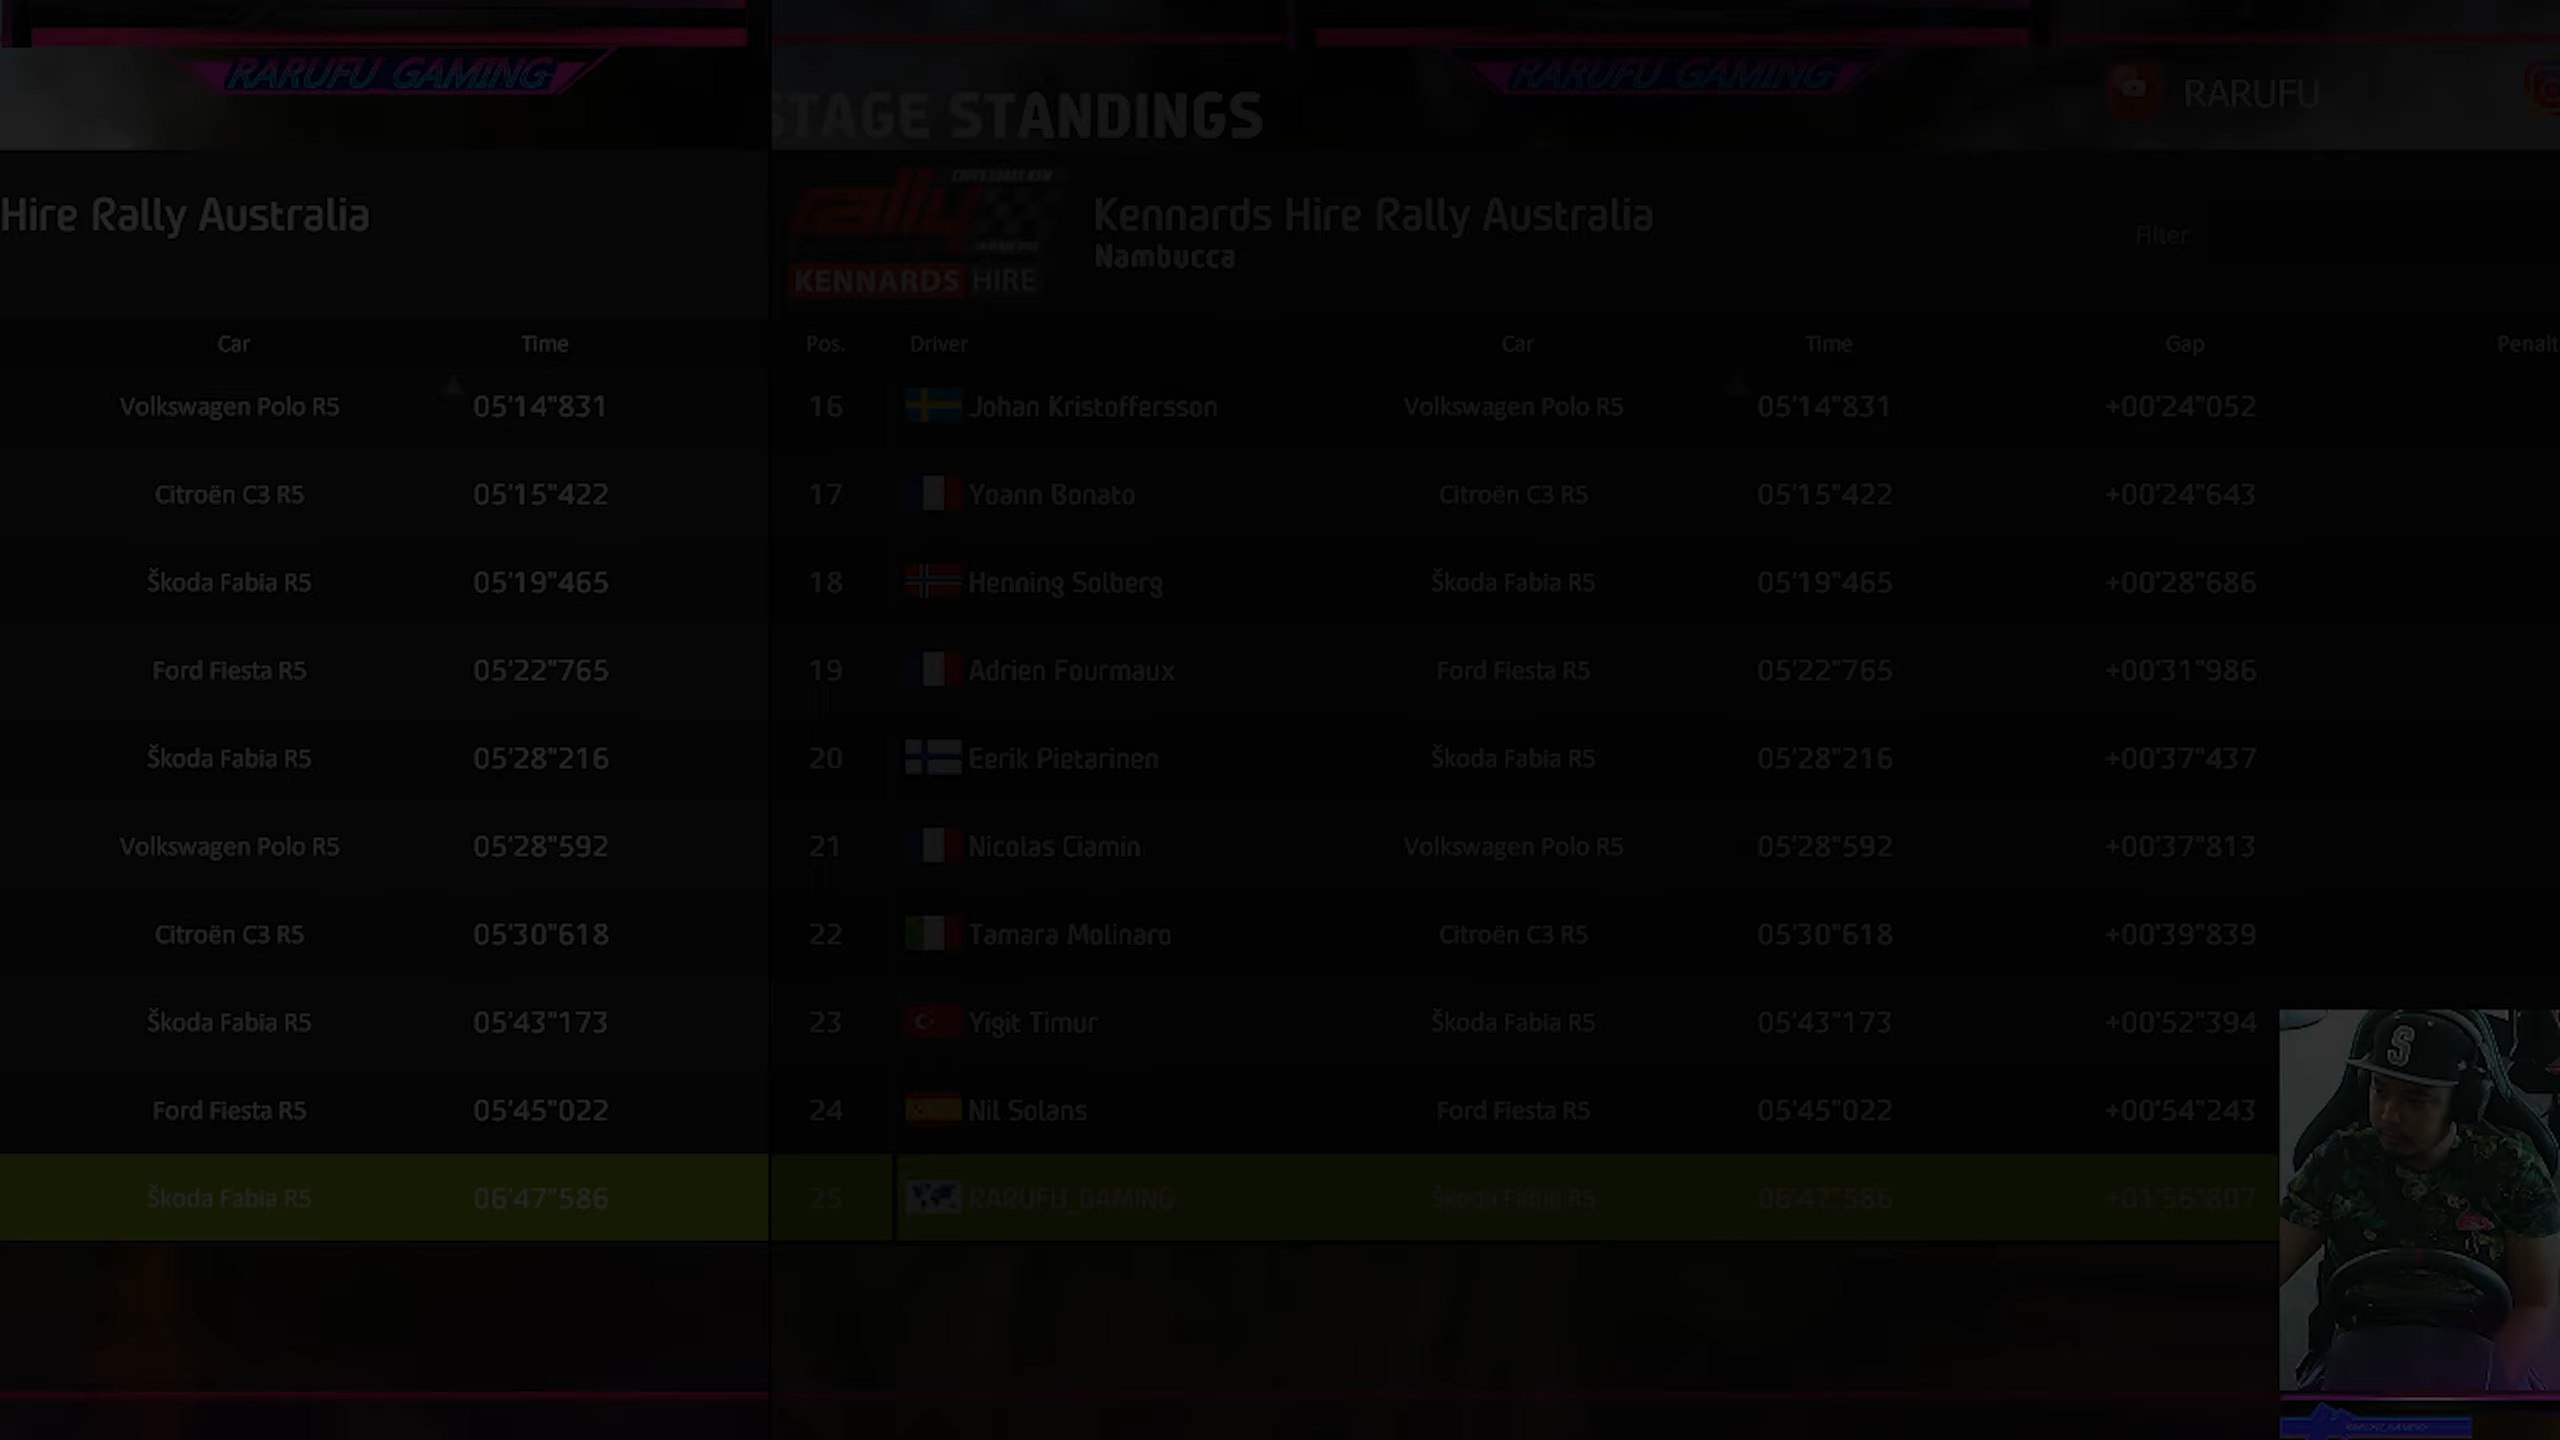 RARUFU GAMING
Hire Rally Australia
Car Time
Volkswagen Polo R5 05'14"831
Citroën C3 R5 05'15"422
Škoda Fabia R5 05'19"465
Ford Fiesta R5 05'22"765
Škoda Fabia R5 05'28"216
Volkswagen Polo R5 05'28"592
Citroën C3 R5 05'30"618
Škoda Fabia R5 05'43"173
Ford Fiesta R5 05'45"022
Škoda Fabia R5 06'47"586
RARUFU GAMING
RARUFU
STAGE STANDINGS
rally
KENNARDS HIRE
Kennards Hire Rally Australia
Nambucca
Filter
Pos. Driver Car Time Gap Penalt
16 Johan Kristoffersson Volkswagen Polo R5 05'14"831 +00'24"052
17 Yoann Bonato Citroën C3 R5 05'15"422 +00'24"643
18 Henning Solberg Škoda Fabia R5 05'19"465 +00'28"686
19 Adrien Fourmaux Ford Fiesta R5 05'22"765 +00'31"986
20 Eerik Pietarinen Škoda Fabia R5 05'28"216 +00'37"437
21 Nicolas Ciamin Volkswagen Polo R5 05'28"592 +00'37"813
22 Tamara Molinaro Citroën C3 R5 05'30"618 +00'39"839
23 Yigit Timur Škoda Fabia R5 05'43"173 +00'52"394
24 Nil Solans Ford Fiesta R5 05'45"022 +00'54"243
25 RARUFU_GAMING Škoda Fabia R5 06'47"586 +01'56"807
S